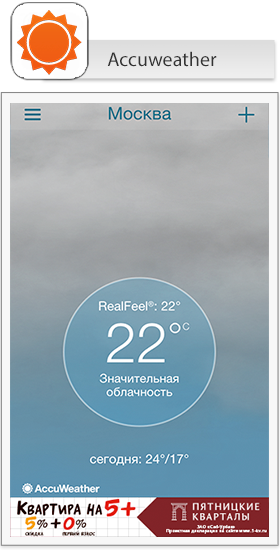 Accuweather
Москва
RealFeel®: 22°
22°C
Значительная
облачность
сегодня: 24°/17°
AccuWeather
Квартира на 5+
5% + 0%
скидка первый взнос
ПЯТНИЦКИЕ
КВАРТАЛЫ